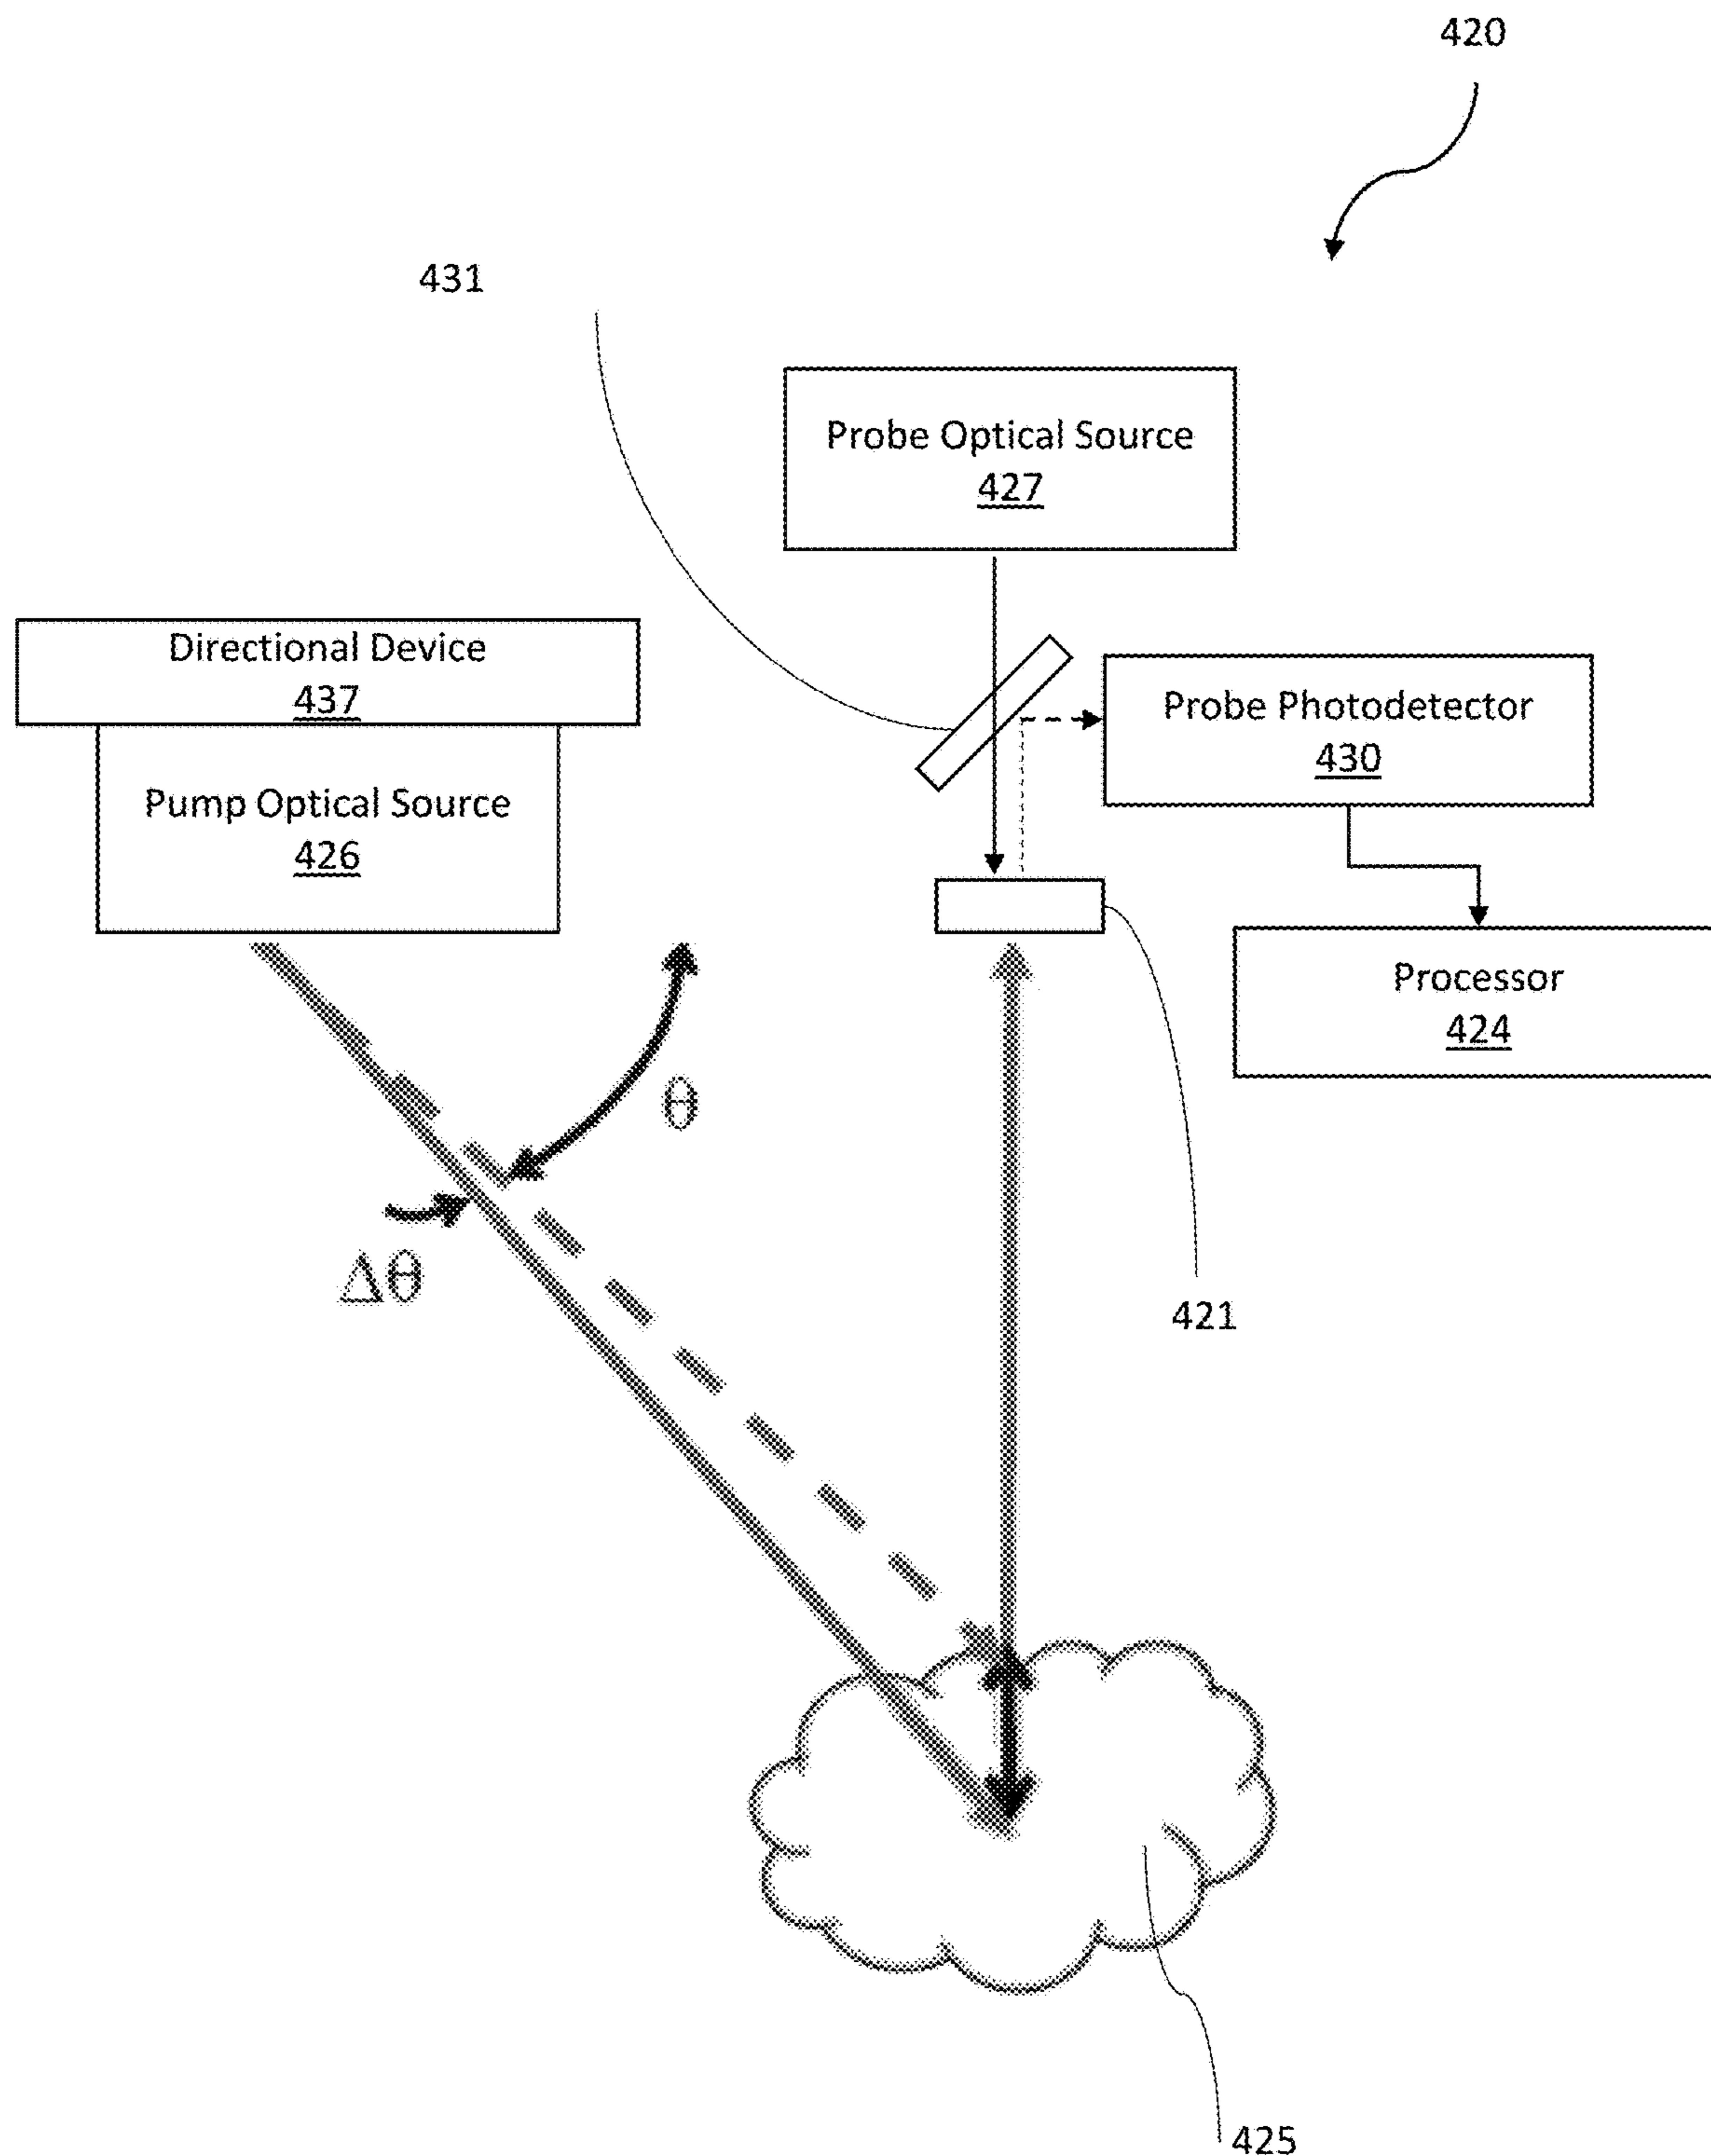 420
431
Probe Optical Source
427
Directional Device
437
Probe Photodetector
430
Pump Optical Source
426
Processor
424
θ
Δθ
421
425